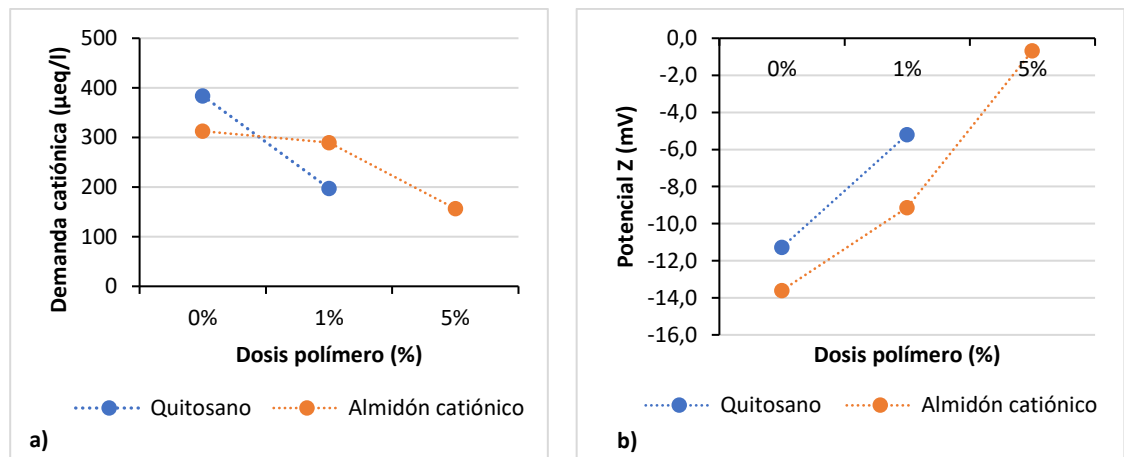 500
400
300
200
100
0
Demanda catiónica (µeq/l)
0% 1% 5%
Dosis polímero (%)
Quitosano Almidón catiónico
a)
0,0
-2,0
-4,0
-6,0
-8,0
-10,0
-12,0
-14,0
-16,0
Potencial Z (mV)
0% 1% 5%
Dosis polímero (%)
Quitosano Almidón catiónico
b)